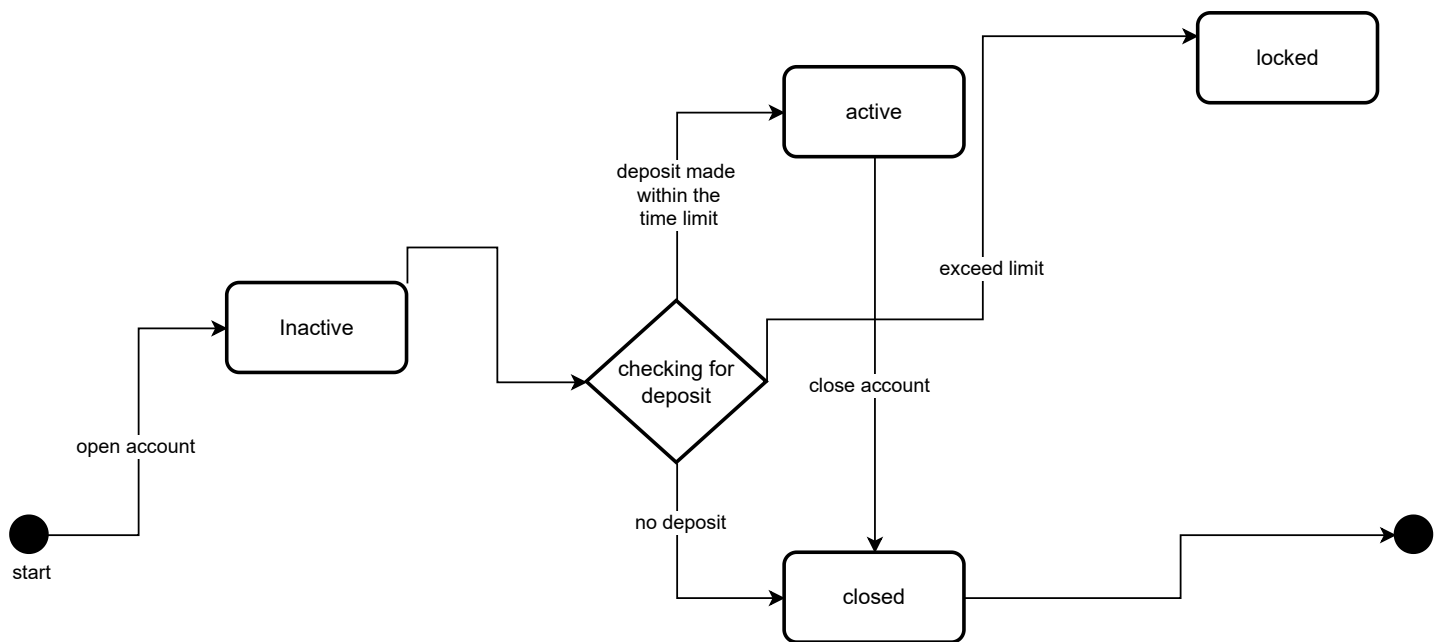 locked
active
deposit made
within the
time limit
exceed limit
Inactive
checking for
deposit
close account
open account
no deposit
start
closed